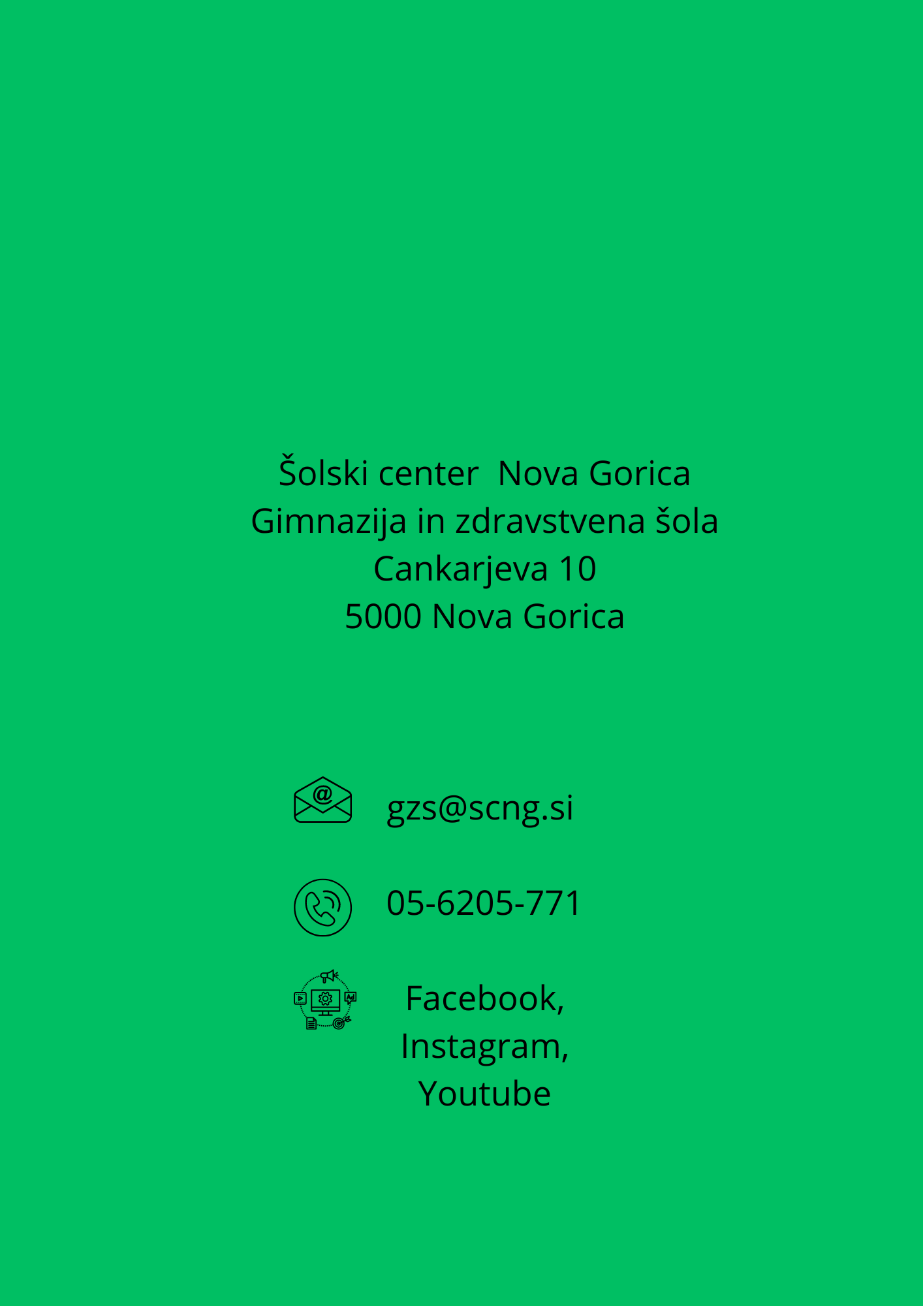 Šolski center  Nova Gorica
Gimnazija in zdravstvena šola
Cankarjeva 10
5000 Nova Gorica
@
gzs@scng.si
05-6205-771
Facebook,
Instagram,
Youtube